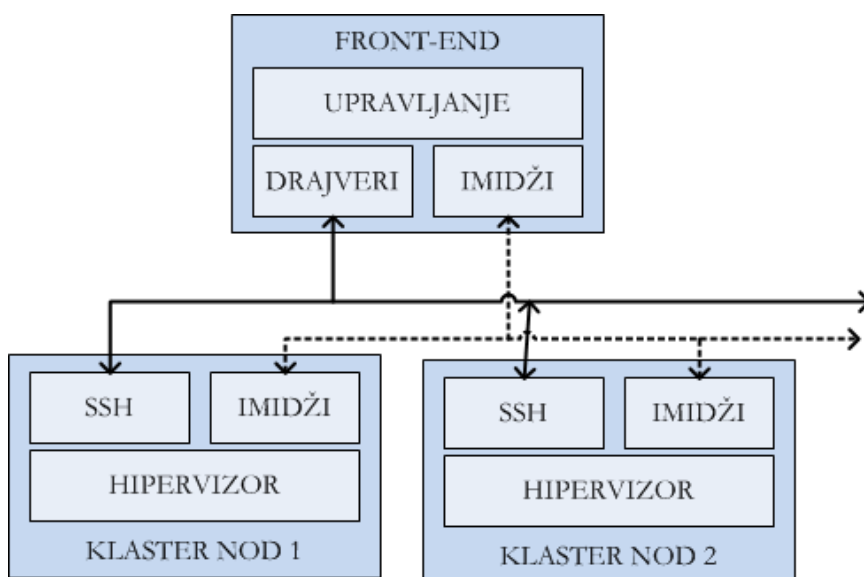 FRONT-END
UPRAVLJANJE
DRAJVERI
IMIDŽI
SSH
IMIDŽI
HIPERVIZOR
KLASTER NOD 1
SSH
IMIDŽI
HIPERVIZOR
KLASTER NOD 2